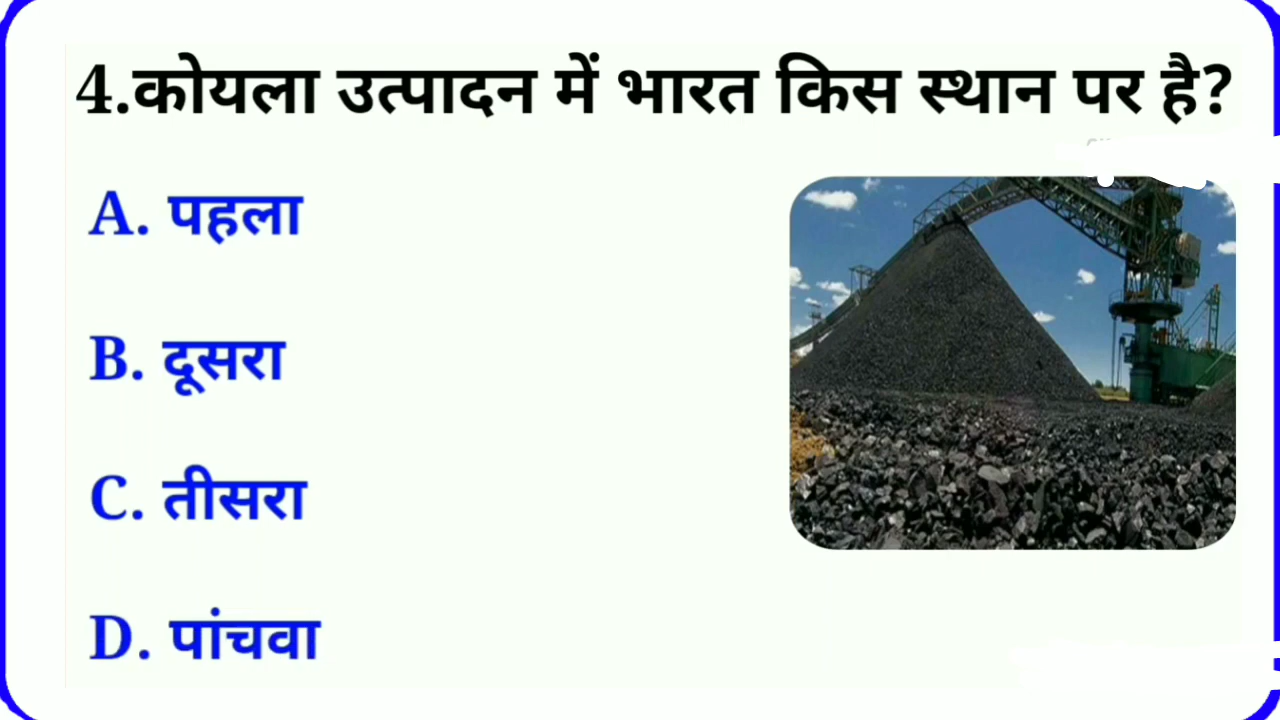 4.कोयला उत्पादन में भारत किस स्थान पर है?
A. पहला
B. दूसरा
C. तीसरा
D. पांचवा